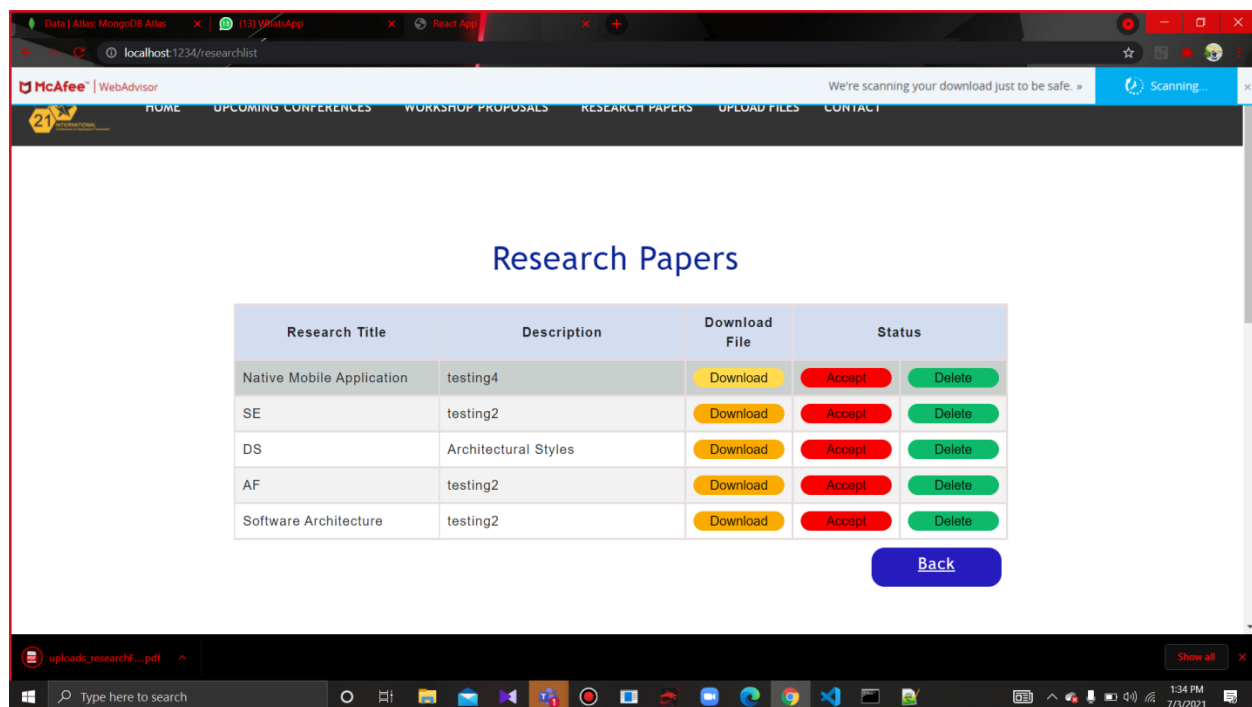 Data | Atlas: MongoDB Atlas
(13) WhatsApp
React App
localhost:1234/researchlist
McAfee™ | WebAdvisor
We're scanning your download just to be safe. »
Scanning...
21
INTERNATIONAL
HOME UPCOMING CONFERENCES WORKSHOP PROPOSALS RESEARCH PAPERS UPLOAD FILES CONTACT
Research Papers
Research Title Description Download File Status
Native Mobile Application testing4 Download Accept Delete
SE testing2 Download Accept Delete
DS Architectural Styles Download Accept Delete
AF testing2 Download Accept Delete
Software Architecture testing2 Download Accept Delete
Back
uploads_researchF....pdf
Show all
Type here to search
1:34 PM
7/3/2021